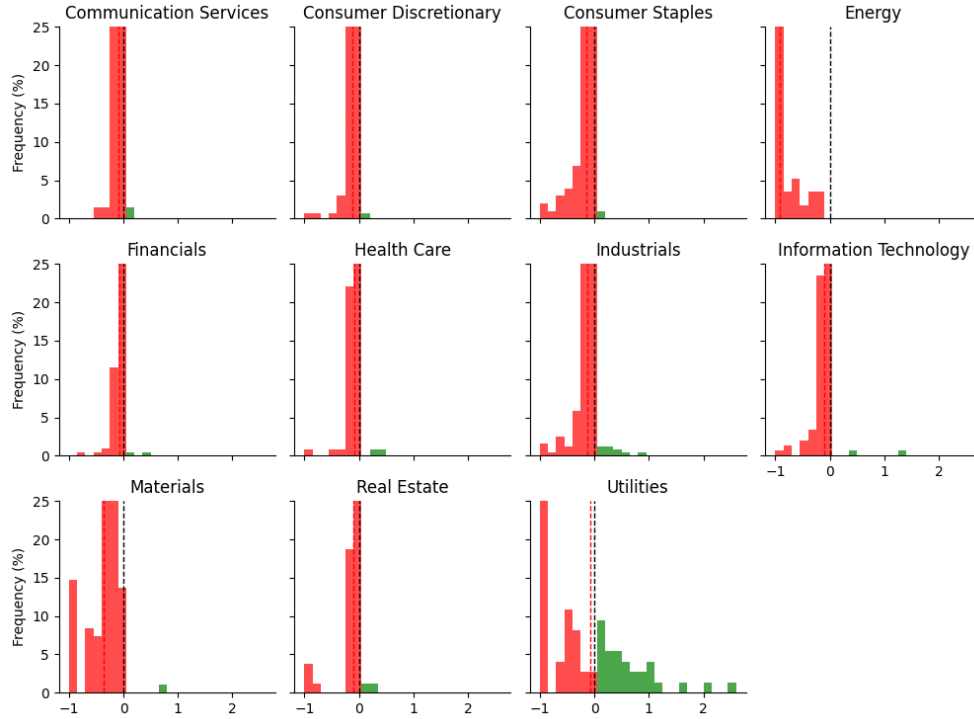 Communication Services
Consumer Discretionary
Consumer Staples
Energy
Frequency (%)
25
20
15
10
5
0
Financials
Health Care
Industrials
Information Technology
Frequency (%)
25
20
15
10
5
0
−1 0 1 2
Materials
Real Estate
Utilities
Frequency (%)
25
20
15
10
5
0
−1 0 1 2
−1 0 1 2
−1 0 1 2